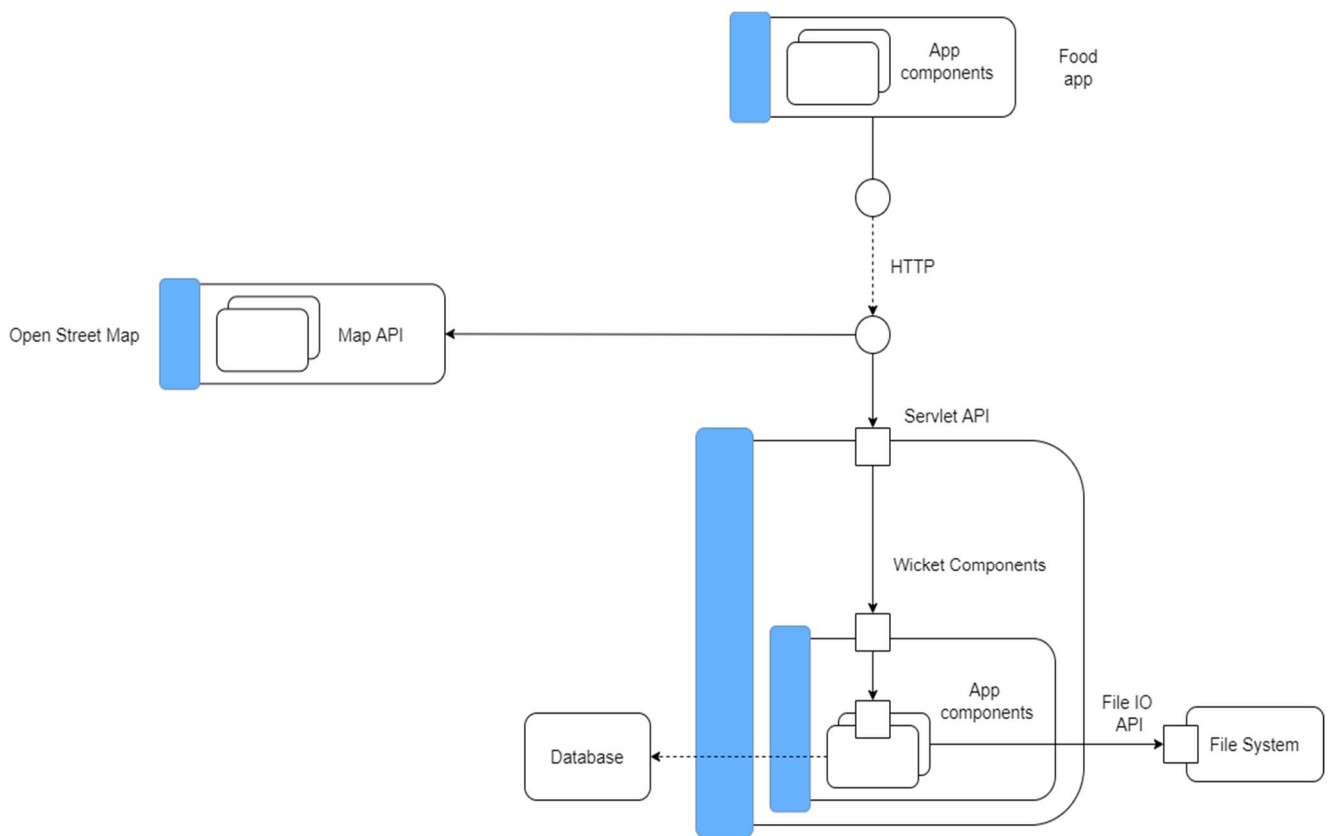 App
components
Food
app
HTTP
Open Street Map
Map API
Servlet API
Wicket Components
App
components
File IO
API
Database
File System